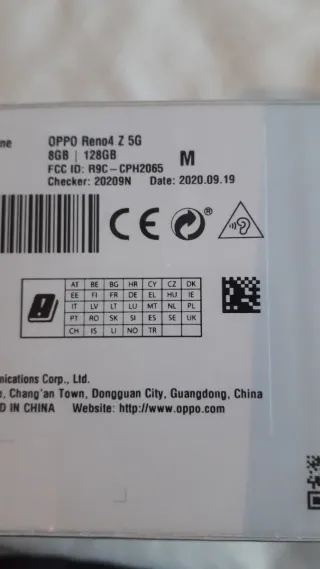 ne OPPO Reno4 Z 5G
8GB | 128GB M
FCC ID: R9C-CPH2065
Checker: 20209N Date: 2020.09.19
CE ®
AT BE BG HR CY CZ DK
EE FI FR DE EL HU IE
IT LV LT LU MT NL PL
PT RO SK SI ES SE UK
CH IS LI NO TR
nications Corp., Ltd.
e, Chang'an Town, Dongguan City, Guangdong, China
D IN CHINA Website: http://www.oppo.com